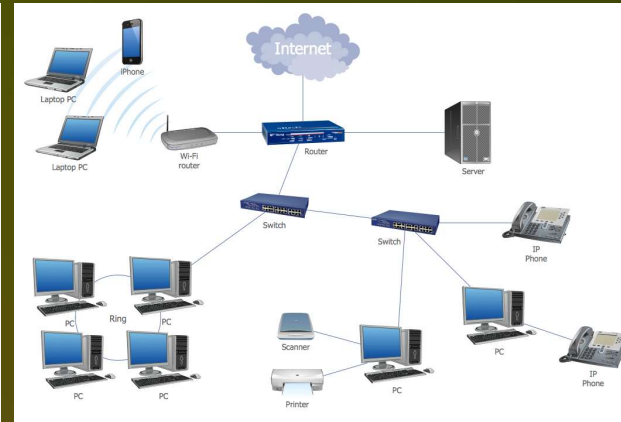 Internet
iPhone
Laptop PC
Laptop PC
Wi-Fi
router
Router
Server
Switch
Switch
IP
Phone
PC
Ring
PC
PC
PC
Scanner
Printer
PC
PC
IP
Phone